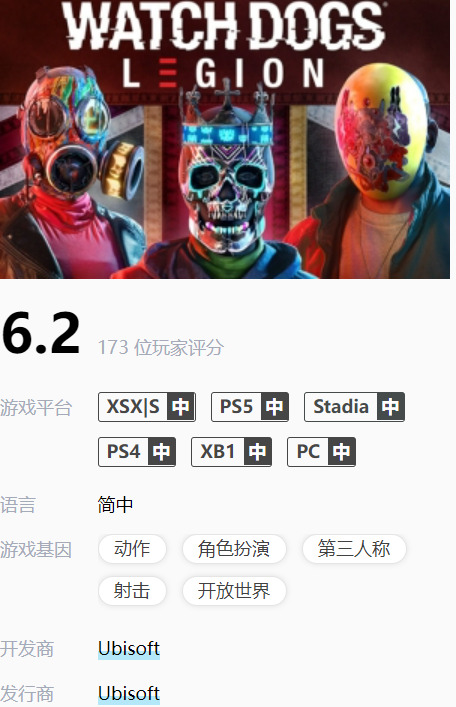 WATCH DOGS
LEGION
6.2 173 位玩家评分
游戏平台 XSX|S 中 PS5 中 Stadia 中
PS4 中 XB1 中 PC 中
语言 简中
游戏基因 动作 角色扮演 第三人称
射击 开放世界
开发商 Ubisoft
发行商 Ubisoft